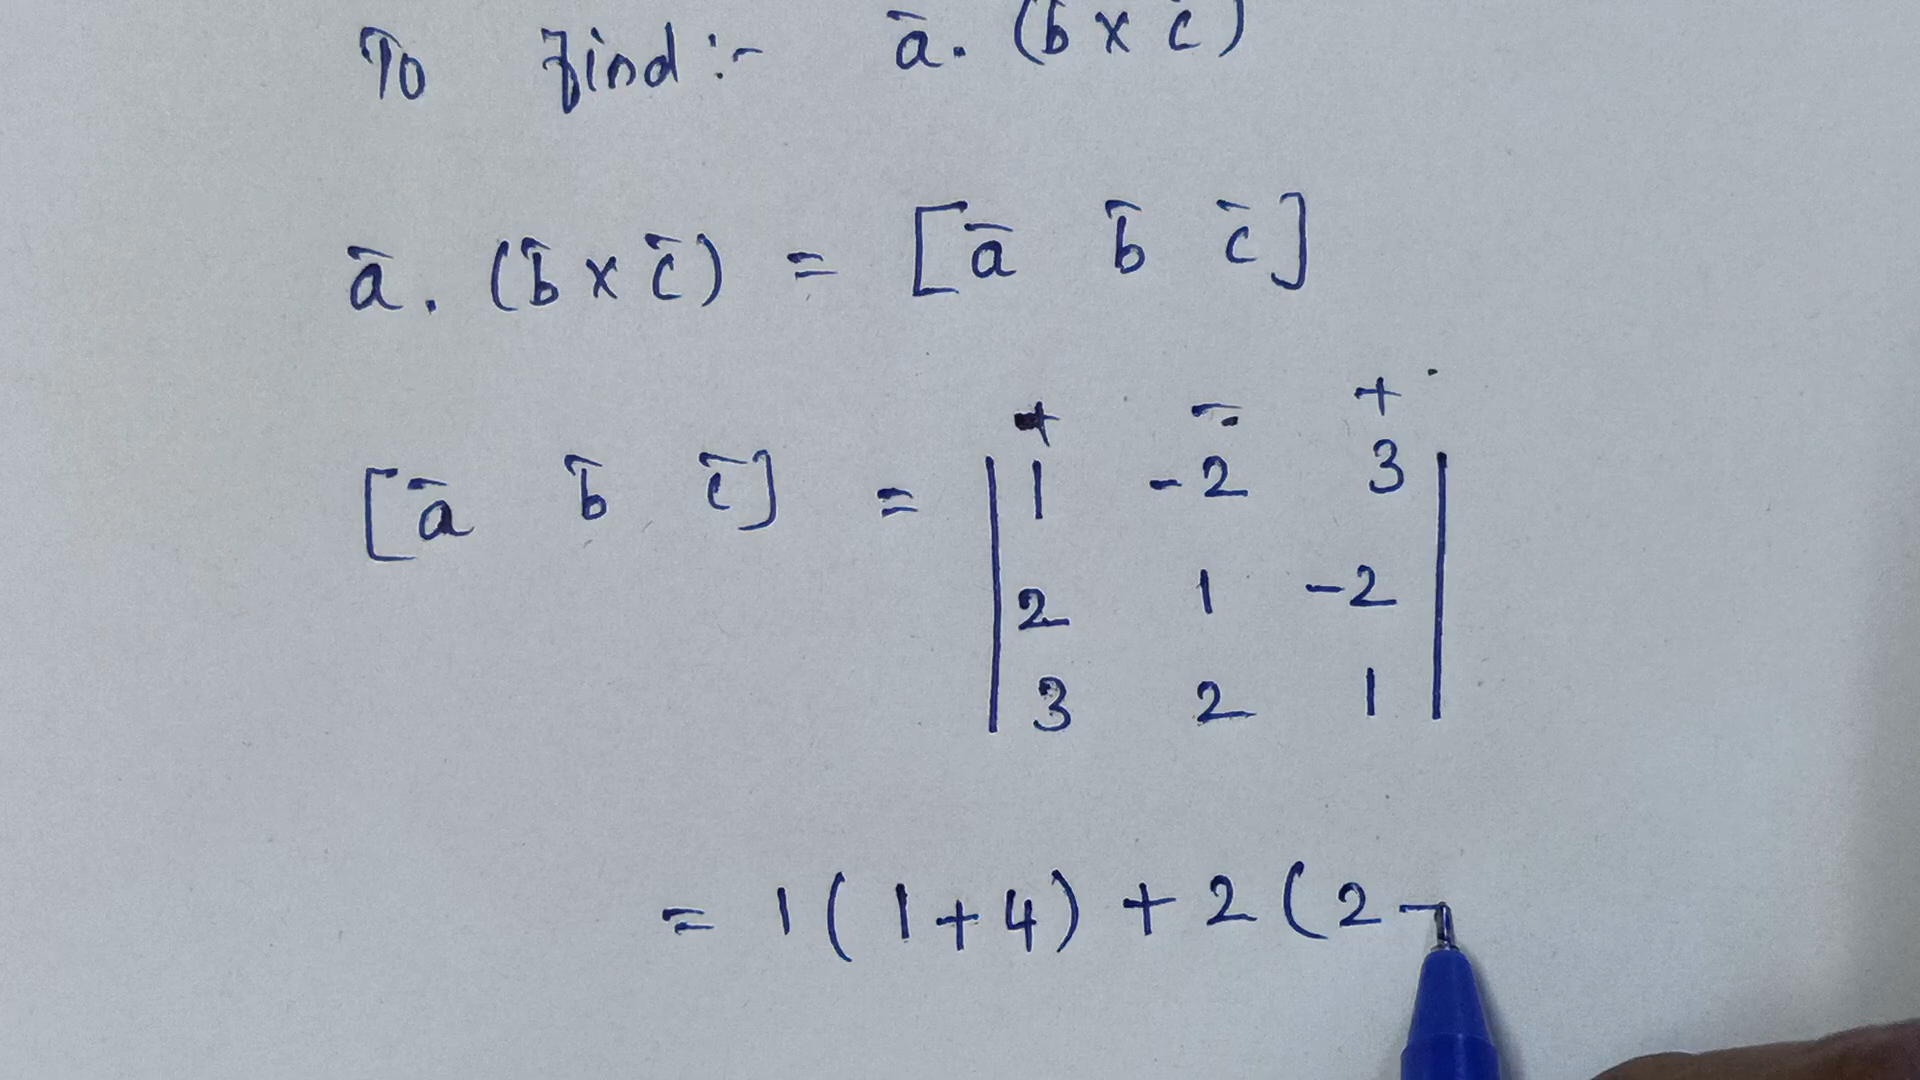 To find :- a̅. (b̅ x c̅)
a̅. (b̅ x c̅) = [a̅ b̅ c̅]
+ - +
[a̅ b̅ c̅] = | 1 -2 3 |
| 2 1 -2 |
| 3 2 1 |
= 1 ( 1 + 4 ) + 2 ( 2 -